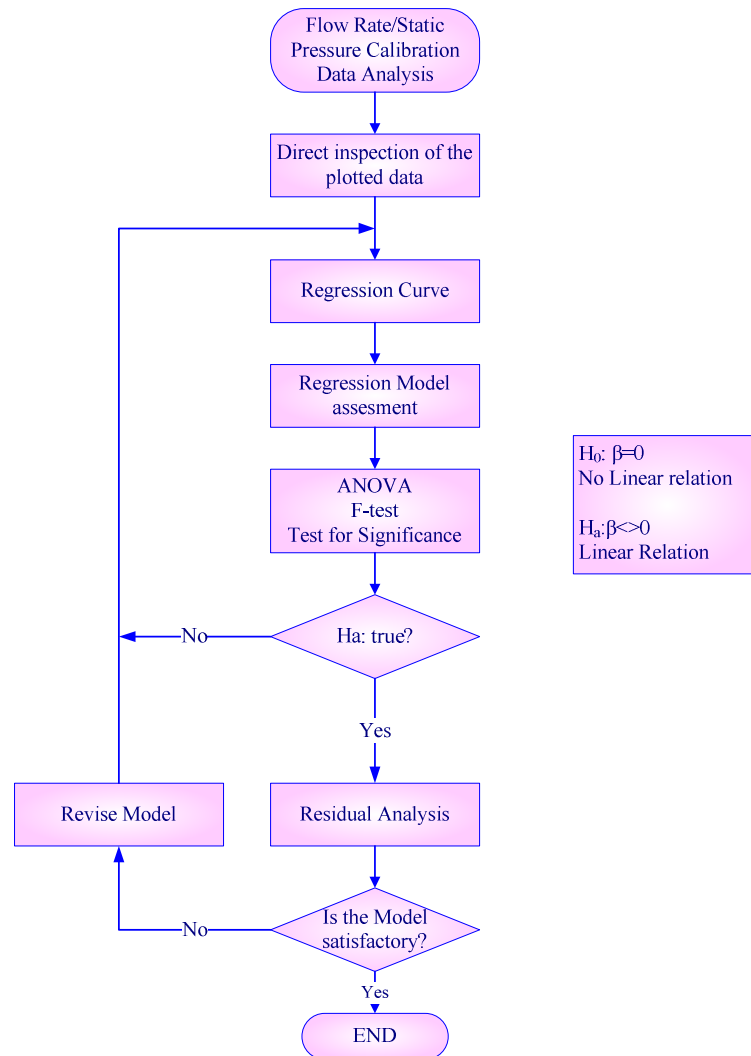 Flow Rate/Static
Pressure Calibration
Data Analysis
Direct inspection of the
plotted data
Regression Curve
Regression Model
assesment
ANOVA
F-test
Test for Significance
H₀: β=0
No Linear relation
Hₐ:β<>0
Linear Relation
Ha: true?
No
Yes
Revise Model
Residual Analysis
Is the Model
satisfactory?
No
Yes
END